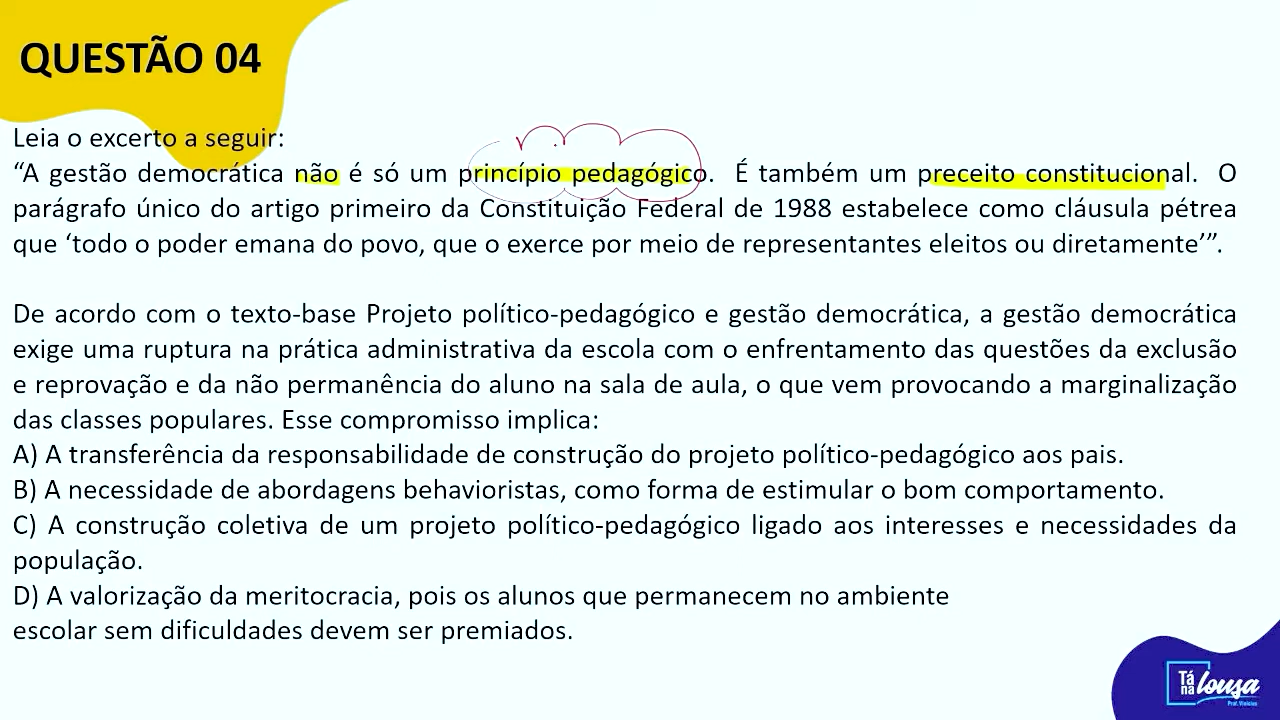 QUESTÃO 04
Leia o excerto a seguir:
“A gestão democrática não é só um princípio pedagógico. É também um preceito constitucional. O
parágrafo único do artigo primeiro da Constituição Federal de 1988 estabelece como cláusula pétrea
que ‘todo o poder emana do povo, que o exerce por meio de representantes eleitos ou diretamente’”.
De acordo com o texto-base Projeto político-pedagógico e gestão democrática, a gestão democrática
exige uma ruptura na prática administrativa da escola com o enfrentamento das questões da exclusão
e reprovação e da não permanência do aluno na sala de aula, o que vem provocando a marginalização
das classes populares. Esse compromisso implica:
A) A transferência da responsabilidade de construção do projeto político-pedagógico aos pais.
B) A necessidade de abordagens behavioristas, como forma de estimular o bom comportamento.
C) A construção coletiva de um projeto político-pedagógico ligado aos interesses e necessidades da
população.
D) A valorização da meritocracia, pois os alunos que permanecem no ambiente
escolar sem dificuldades devem ser premiados.
Tá
na lousa
Prof. Vinícius